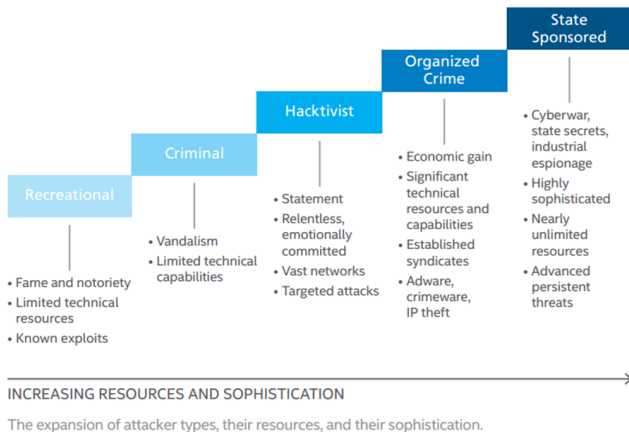 State
Sponsored
Organized
Crime
Hacktivist
Criminal
Recreational
• Fame and notoriety
• Limited technical
resources
• Known exploits
• Vandalism
• Limited technical
capabilities
• Statement
• Relentless,
emotionally
committed
• Vast networks
• Targeted attacks
• Economic gain
• Significant
technical
resources and
capabilities
• Established
syndicates
• Adware,
crimeware,
IP theft
• Cyberwar,
state secrets,
industrial
espionage
• Highly
sophisticated
• Nearly
unlimited
resources
• Advanced
persistent
threats
INCREASING RESOURCES AND SOPHISTICATION
The expansion of attacker types, their resources, and their sophistication.